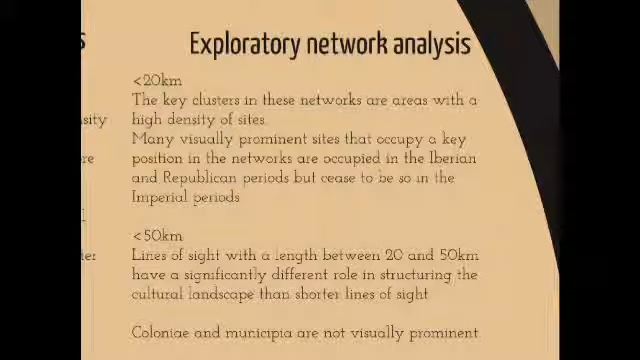 Exploratory network analysis
<20km
The key clusters in these networks are areas with a
high density of sites.
Many visually prominent sites that occupy a key
position in the networks are occupied in the Iberian
and Republican periods but cease to be so in the
Imperial periods
<50km
Lines of sight with a length between 20 and 50km
have a significantly different role in structuring the
cultural landscape than shorter lines of sight
Coloniae and municipia are not visually prominent